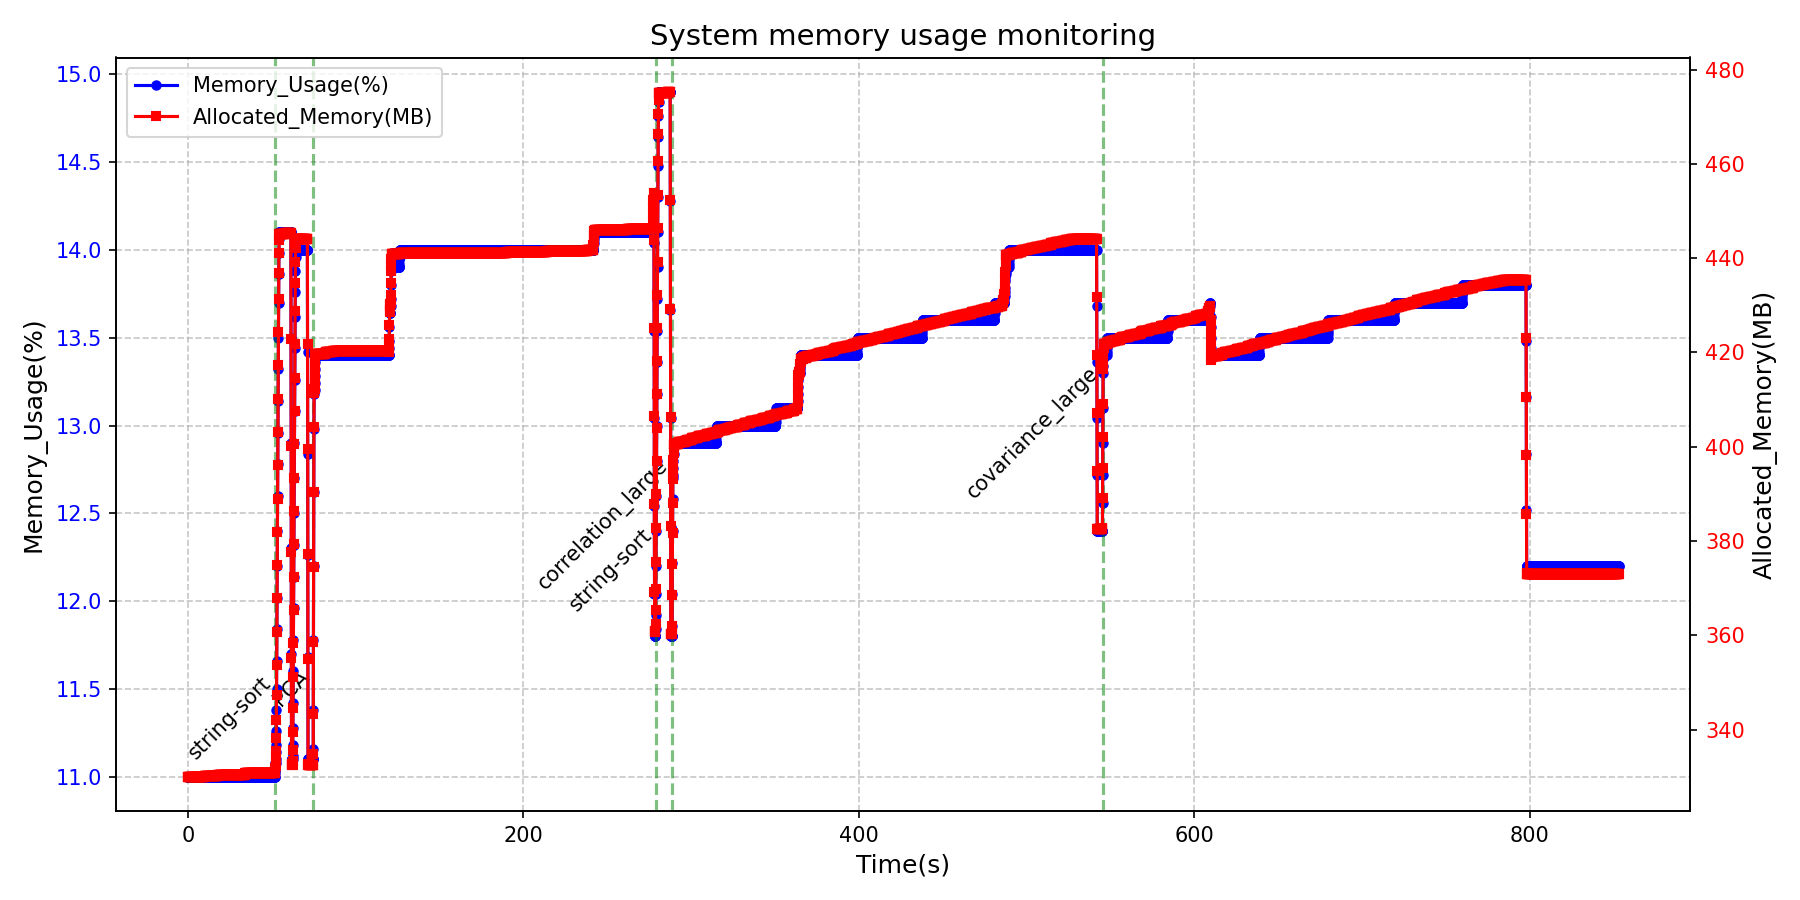 System memory usage monitoring
Memory_Usage(%)
Allocated_Memory(MB)
15.0
14.5
14.0
13.5
13.0
12.5
12.0
11.5
11.0
Memory_Usage(%)
480
460
440
420
400
380
360
340
Allocated_Memory(MB)
string-sort
correlation_large
string-sort
covariance_large
0
200
400
600
800
Time(s)